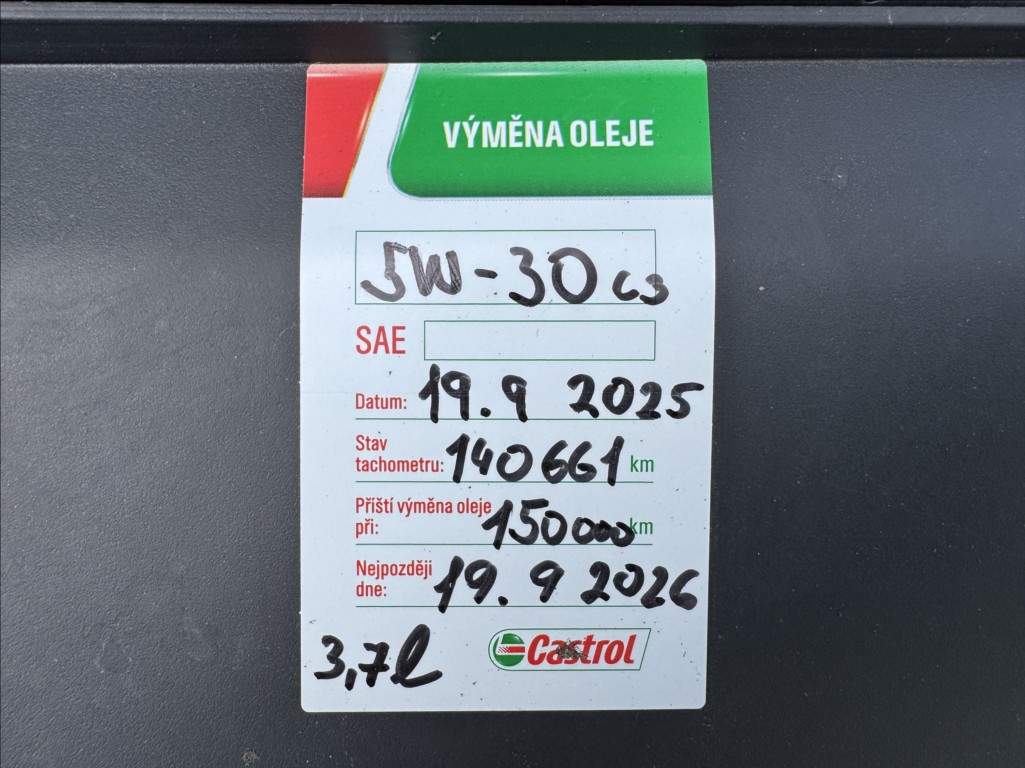 VÝMĚNA OLEJE
5W-30 C3
SAE
Datum: 19.9 2025
Stav
tachometru: 140661 km
Příští výměna oleje
při: 150000 km
Nejpozději
dne: 19.9 2026
3,7l
Castrol